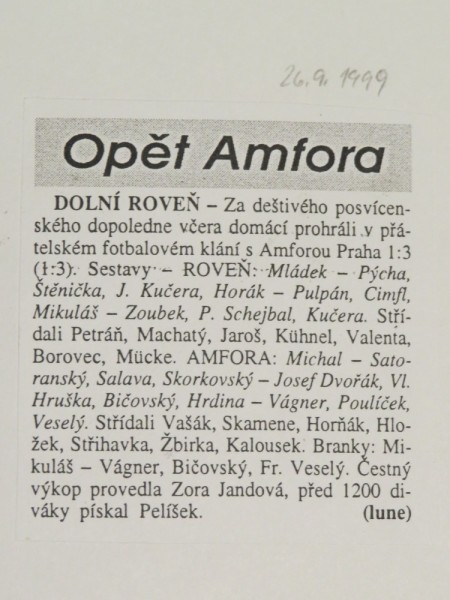 26.9.1999
Opět Amfora
DOLNÍ ROVEŇ – Za deštivého posvícen-
ského dopoledne včera domácí prohráli v přá-
telském fotbalovém klání s Amforou Praha 1:3
(1:3). Sestavy – ROVEŇ: Mládek – Pýcha,
Štěnička, J. Kučera, Horák – Pulpán, Cimfl,
Mikuláš – Zoubek, P. Schejbal, Kučera. Stří-
dali Petráň, Machatý, Jaroš, Kühnel, Valenta,
Borovec, Mücke. AMFORA: Michal – Sato-
ranský, Salava, Skorkovský – Josef Dvořák, Vl.
Hruška, Bičovský, Hrdina – Vágner, Poulíček,
Veselý. Střídali Vašák, Skamene, Horňák, Hlo-
žek, Střihavka, Žbirka, Kalousek. Branky: Mi-
kuláš – Vágner, Bičovský, Fr. Veselý. Čestný
výkop provedla Zora Jandová, před 1200 di-
váky pískal Pelíšek. (lune)